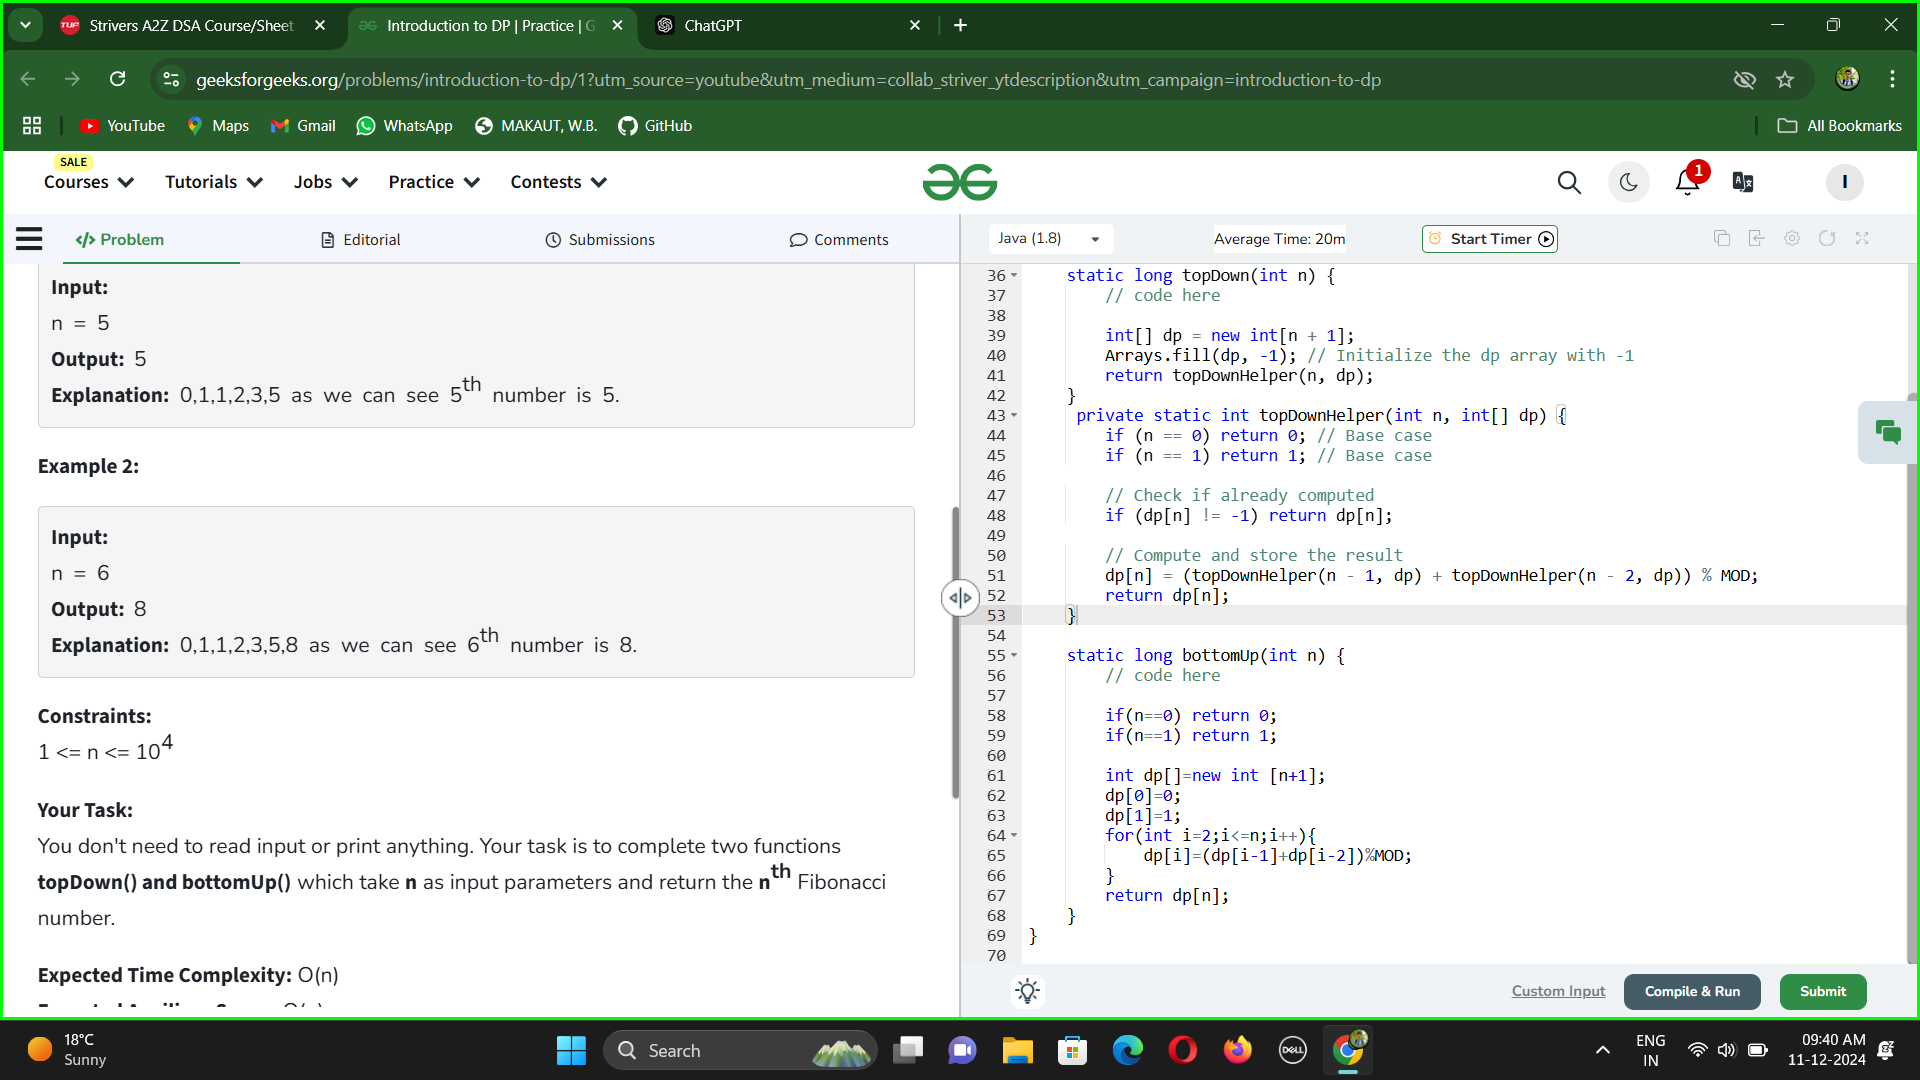 Strivers A2Z DSA Course/Sheet
Introduction to DP | Practice | G
ChatGPT
geeksforgeeks.org/problems/introduction-to-dp/1?utm_source=youtube&utm_medium=collab_striver_ytdescription&utm_campaign=introduction-to-dp
YouTube
Maps
Gmail
WhatsApp
MAKAUT, W.B.
GitHub
All Bookmarks
SALE
Courses
Tutorials
Jobs
Practice
Contests
1
I
</> Problem
Editorial
Submissions
Comments
Java (1.8)
Average Time: 20m
Start Timer
Input:
n = 5
Output: 5
Explanation: 0,1,1,2,3,5 as we can see 5th number is 5.
Example 2:
Input:
n = 6
Output: 8
Explanation: 0,1,1,2,3,5,8 as we can see 6th number is 8.
Constraints:
1 <= n <= 10^4
Your Task:
You don't need to read input or print anything. Your task is to complete two functions
topDown() and bottomUp() which take n as input parameters and return the nth Fibonacci
number.
Expected Time Complexity: O(n)
36 static long topDown(int n) {
37 // code here
38
39 int[] dp = new int[n + 1];
40 Arrays.fill(dp, -1); // Initialize the dp array with -1
41 return topDownHelper(n, dp);
42 }
43 private static int topDownHelper(int n, int[] dp) {
44 if (n == 0) return 0; // Base case
45 if (n == 1) return 1; // Base case
46
47 // Check if already computed
48 if (dp[n] != -1) return dp[n];
49
50 // Compute and store the result
51 dp[n] = (topDownHelper(n - 1, dp) + topDownHelper(n - 2, dp)) % MOD;
52 return dp[n];
53 }
54
55 static long bottomUp(int n) {
56 // code here
57
58 if(n==0) return 0;
59 if(n==1) return 1;
60
61 int dp[]=new int [n+1];
62 dp[0]=0;
63 dp[1]=1;
64 for(int i=2;i<=n;i++){
65 dp[i]=(dp[i-1]+dp[i-2])%MOD;
66 }
67 return dp[n];
68 }
69 }
70
Custom Input
Compile & Run
Submit
18°C
Sunny
Search
DELL
ENG
IN
09:40 AM
11-12-2024